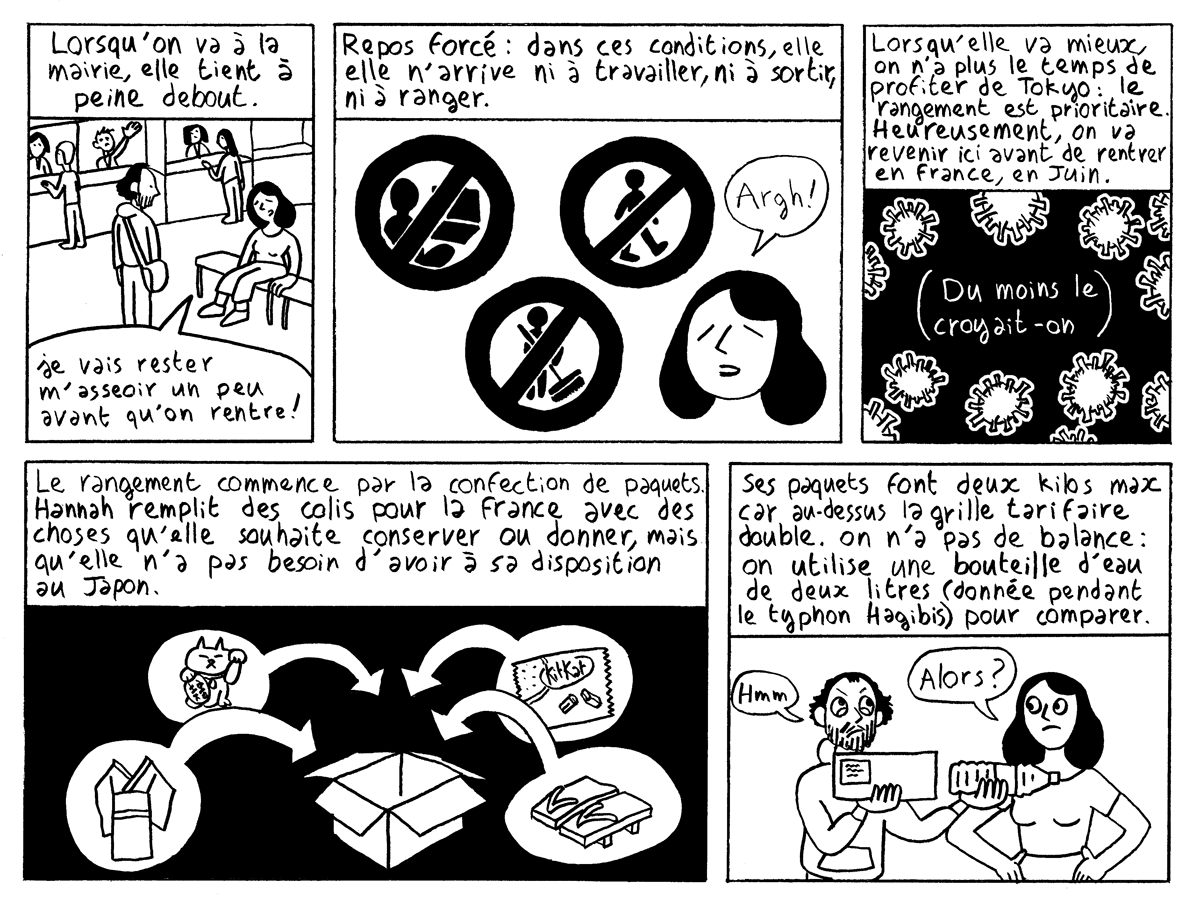 Lorsqu'on va à la
mairie, elle tient à
peine debout.
je vais rester
m'asseoir un peu
avant qu'on rentre!
Repos forcé : dans ces conditions, elle
elle n'arrive ni à travailler, ni à sortir,
ni à ranger.
Argh!
Lorsqu'elle va mieux,
on n'a plus le temps de
profiter de Tokyo : le
rangement est prioritaire.
Heureusement, on va
revenir ici avant de rentrer
en France, en Juin.
(Du moins le
croyait-on)
Le rangement commence par la confection de paquets.
Hannah remplit des colis pour la France avec des
choses qu'elle souhaite conserver ou donner, mais
qu'elle n'a pas besoin d'avoir à sa disposition
au Japon.
KitKat
Ses paquets font deux kilos max
car au-dessus la grille tarifaire
double. on n'a pas de balance :
on utilise une bouteille d'eau
de deux litres (donnée pendant
le typhon Hagibis) pour comparer.
Hmm
Alors?